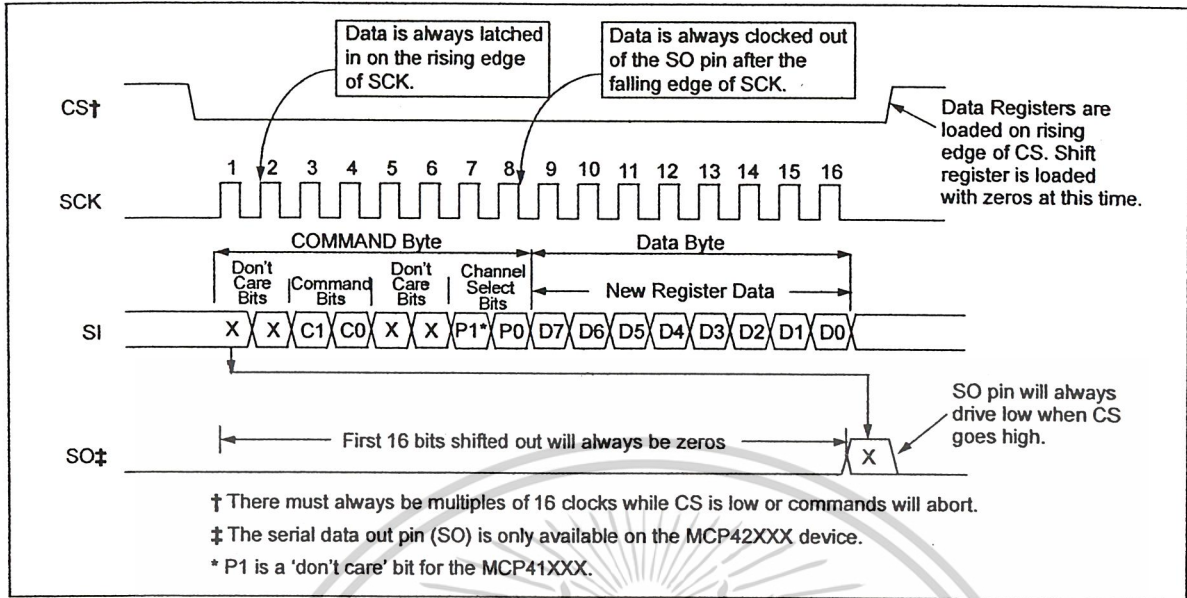 Data is always latched
in on the rising edge
of SCK.
Data is always clocked out
of the SO pin after the
falling edge of SCK.
CS†
Data Registers are
loaded on rising
edge of CS. Shift
register is loaded
with zeros at this time.
1 2 3 4 5 6 7 8 9 10 11 12 13 14 15 16
SCK
COMMAND Byte
Data Byte
Don't
Care
Bits
Command
Bits
Don't
Care
Bits
Channel
Select
Bits
New Register Data
SI
X X C1 C0 X X P1* P0 D7 D6 D5 D4 D3 D2 D1 D0
SO pin will always
drive low when CS
goes high.
First 16 bits shifted out will always be zeros
SO‡
X
† There must always be multiples of 16 clocks while CS is low or commands will abort.
‡ The serial data out pin (SO) is only available on the MCP42XXX device.
* P1 is a 'don't care' bit for the MCP41XXX.